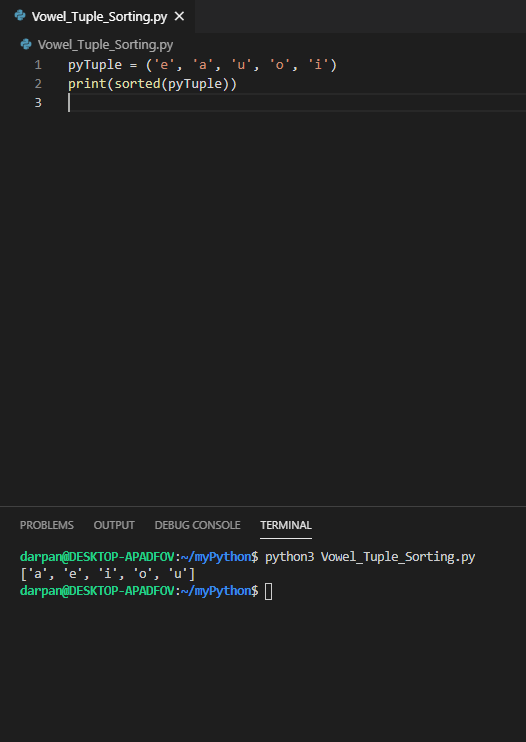 Vowel_Tuple_Sorting.py ×
Vowel_Tuple_Sorting.py
1 pyTuple = ('e', 'a', 'u', 'o', 'i')
2 print(sorted(pyTuple))
3
PROBLEMS OUTPUT DEBUG CONSOLE TERMINAL
darpan@DESKTOP-APADFOV:~/myPython$ python3 Vowel_Tuple_Sorting.py
['a', 'e', 'i', 'o', 'u']
darpan@DESKTOP-APADFOV:~/myPython$